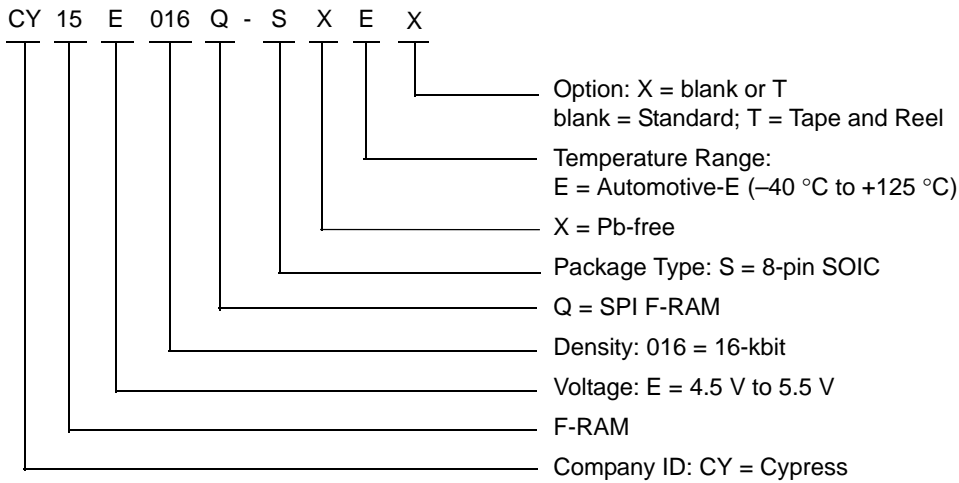 CY 15 E 016 Q - S X E X
Option: X = blank or T
blank = Standard; T = Tape and Reel
Temperature Range:
E = Automotive-E (–40 °C to +125 °C)
X = Pb-free
Package Type: S = 8-pin SOIC
Q = SPI F-RAM
Density: 016 = 16-kbit
Voltage: E = 4.5 V to 5.5 V
F-RAM
Company ID: CY = Cypress